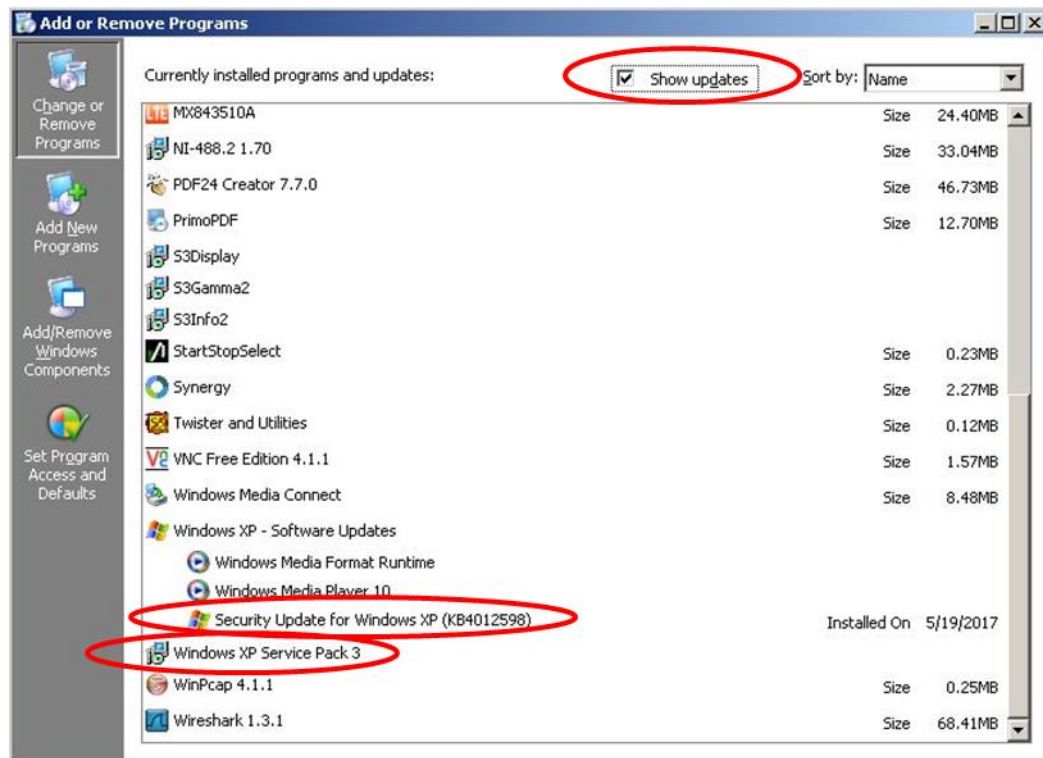 Add or Remove Programs
Change or
Remove
Programs
Add New
Programs
Add/Remove
Windows
Components
Set Program
Access and
Defaults
Currently installed programs and updates:
Show updates
Sort by: Name
LTE MX843510A Size 24.40MB
NI-488.2 1.70 Size 33.04MB
PDF24 Creator 7.7.0 Size 46.73MB
PrimoPDF Size 12.70MB
S3Display
S3Gamma2
S3Info2
StartStopSelect Size 0.23MB
Synergy Size 2.27MB
Twister and Utilities Size 0.12MB
VNC Free Edition 4.1.1 Size 1.57MB
Windows Media Connect Size 8.48MB
Windows XP - Software Updates
Windows Media Format Runtime
Windows Media Player 10
Security Update for Windows XP (KB4012598) Installed On 5/19/2017
Windows XP Service Pack 3
WinPcap 4.1.1 Size 0.25MB
Wireshark 1.3.1 Size 68.41MB